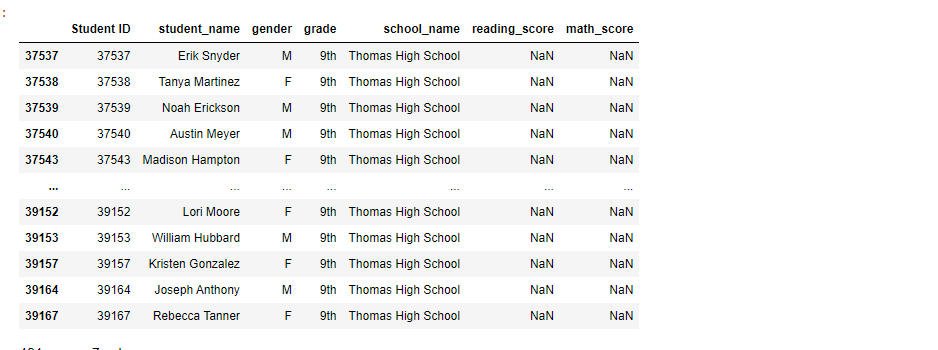 :
Student ID student_name gender grade school_name reading_score math_score
37537 37537 Erik Snyder M 9th Thomas High School NaN NaN
37538 37538 Tanya Martinez F 9th Thomas High School NaN NaN
37539 37539 Noah Erickson M 9th Thomas High School NaN NaN
37540 37540 Austin Meyer M 9th Thomas High School NaN NaN
37543 37543 Madison Hampton F 9th Thomas High School NaN NaN
... ... ... ... ... ... ... ...
39152 39152 Lori Moore F 9th Thomas High School NaN NaN
39153 39153 William Hubbard M 9th Thomas High School NaN NaN
39157 39157 Kristen Gonzalez F 9th Thomas High School NaN NaN
39164 39164 Joseph Anthony M 9th Thomas High School NaN NaN
39167 39167 Rebecca Tanner F 9th Thomas High School NaN NaN